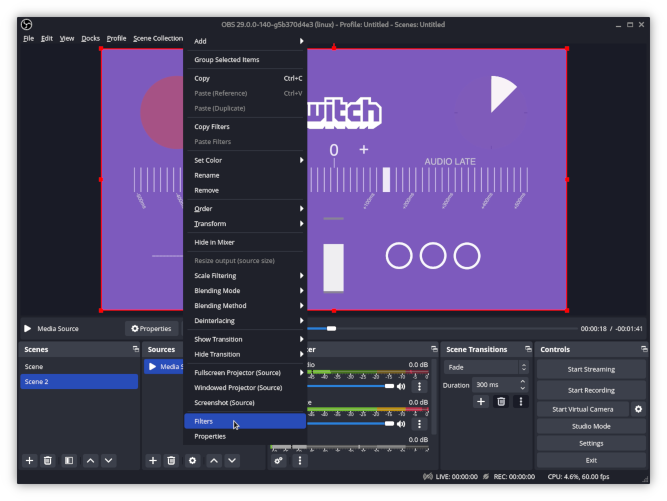 OBS 29.0.0-140-g5b370d4e3 (linux) - Profile: Untitled - Scenes: Untitled
File Edit View Docks Profile Scene Collection
Add
Group Selected Items
Copy Ctrl+C
Paste (Reference) Ctrl+V
Paste (Duplicate)
Copy Filters
Paste Filters
Set Color
Rename
Remove
Order
Transform
Hide in Mixer
Resize output (source size)
Scale Filtering
Blending Mode
Blending Method
Deinterlacing
Show Transition
Hide Transition
Fullscreen Projector (Source)
Windowed Projector (Source)
Screenshot (Source)
Filters
Properties
witch
0 +
AUDIO LATE
Media Source
Properties
00:00:18 / -00:01:41
Scenes
Scene
Scene 2
Sources
Media S
er
io 0.0 dB
e 0.0 dB
0.0 dB
Scene Transitions
Fade
Duration 300 ms
Controls
Start Streaming
Start Recording
Start Virtual Camera
Studio Mode
Settings
Exit
LIVE: 00:00:00 REC: 00:00:00 CPU: 4.6%, 60.00 fps